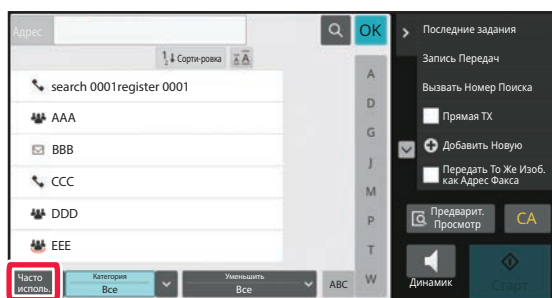 Адрес
OK
1 2 Сорти-ровка
A A
search 0001register 0001
AAA
BBB
CCC
DDD
EEE
A
D
G
J
M
P
T
W
Часто
исполь.
Категория
Все
Уменьшить
Все
ABC
Последние задания
Запись Передач
Вызвать Номер Поиска
Прямая TX
Добавить Новую
Передать То Же Изоб.
как Адрес Факса
Предварит.
Просмотр
CA
Динамик
Старт